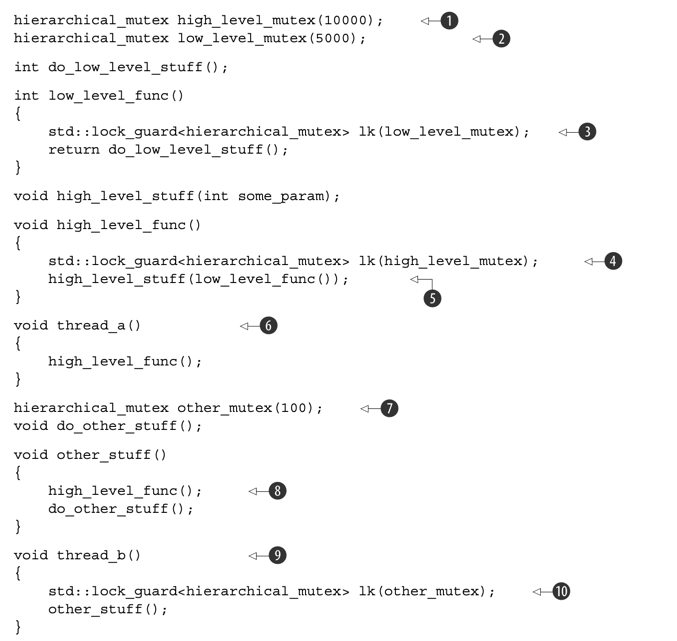 hierarchical_mutex high_level_mutex(10000); 1
hierarchical_mutex low_level_mutex(5000); 2
int do_low_level_stuff();
int low_level_func()
{
    std::lock_guard<hierarchical_mutex> lk(low_level_mutex); 3
    return do_low_level_stuff();
}
void high_level_stuff(int some_param);
void high_level_func()
{
    std::lock_guard<hierarchical_mutex> lk(high_level_mutex); 4
    high_level_stuff(low_level_func());
} 5
void thread_a() 6
{
    high_level_func();
}
hierarchical_mutex other_mutex(100); 7
void do_other_stuff();
void other_stuff()
{
    high_level_func(); 8
    do_other_stuff();
}
void thread_b() 9
{
    std::lock_guard<hierarchical_mutex> lk(other_mutex); 10
    other_stuff();
}